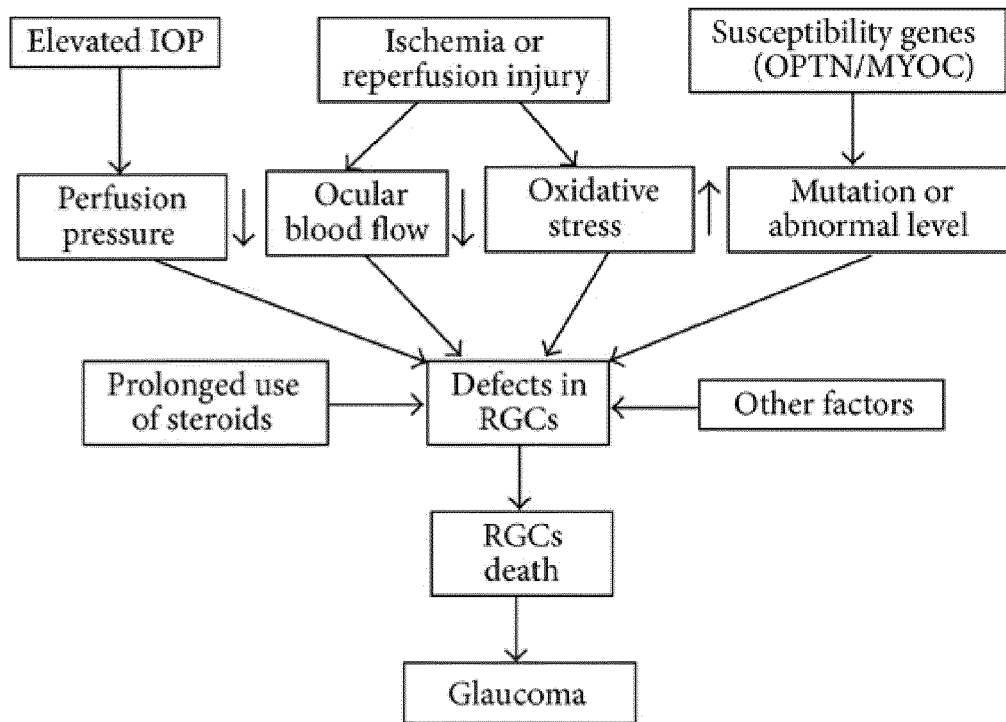 Elevated IOP
Ischemia or
reperfusion injury
Susceptibility genes
(OPTN/MYOC)
Perfusion
pressure
Ocular
blood flow
Oxidative
stress
Mutation or
abnormal level
Prolonged use
of steroids
Defects in
RGCs
Other factors
RGCs
death
Glaucoma